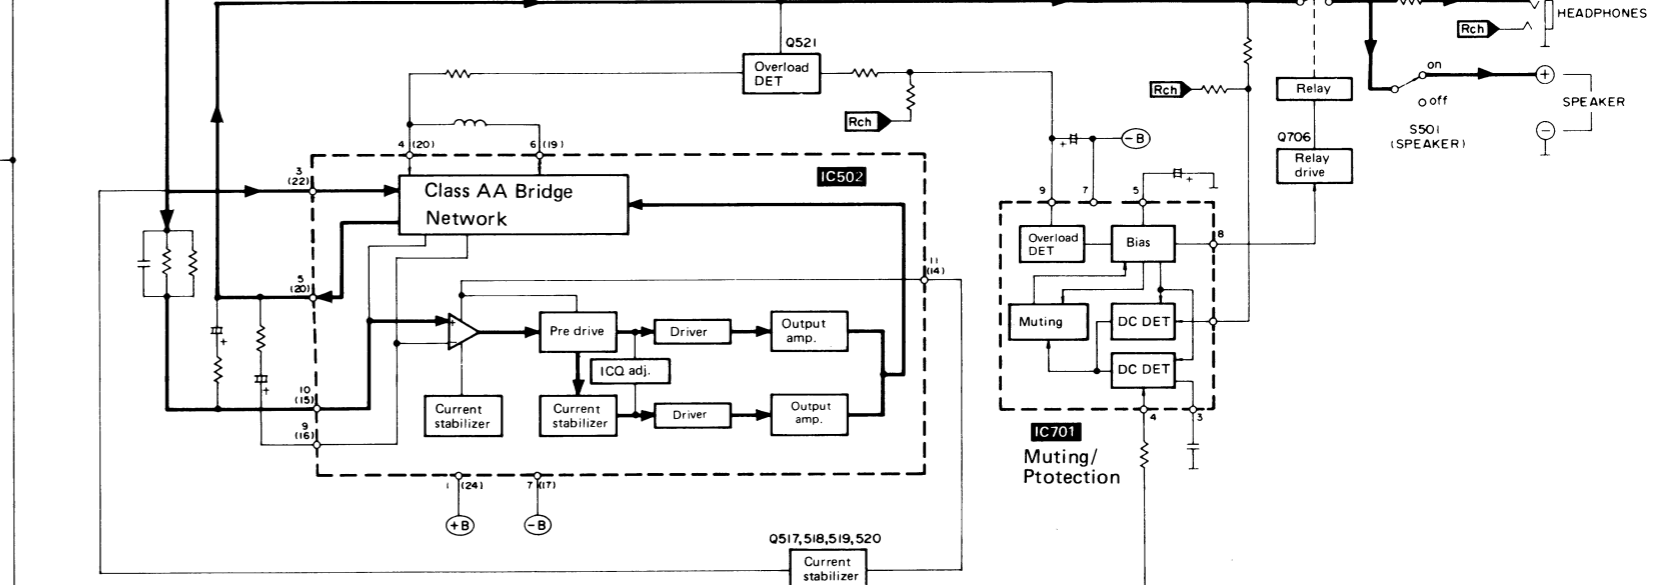 HEADPHONES
Rch
Q521
Overload
DET
on
Rch
Relay
off
SPEAKER
+
Rch
Q706
S501
(SPEAKER)
-B
+
4 (20)
6 (19)
Relay
drive
3
(22)
IC502
Class AA Bridge
Network
9
7
5
+
8
Overload
DET
Bias
11
(14)
5
(20)
Muting
DC DET
+
Pre drive
Driver
Output
amp.
+
ICQ adj.
DC DET
+
10
(15)
Current
stabilizer
Current
stabilizer
Driver
Output
amp.
4
3
9
(16)
IC701
Muting/
Ptotection
1 (24)
7 (17)
+B
-B
Q517,518,519,520
Current
stabilizer